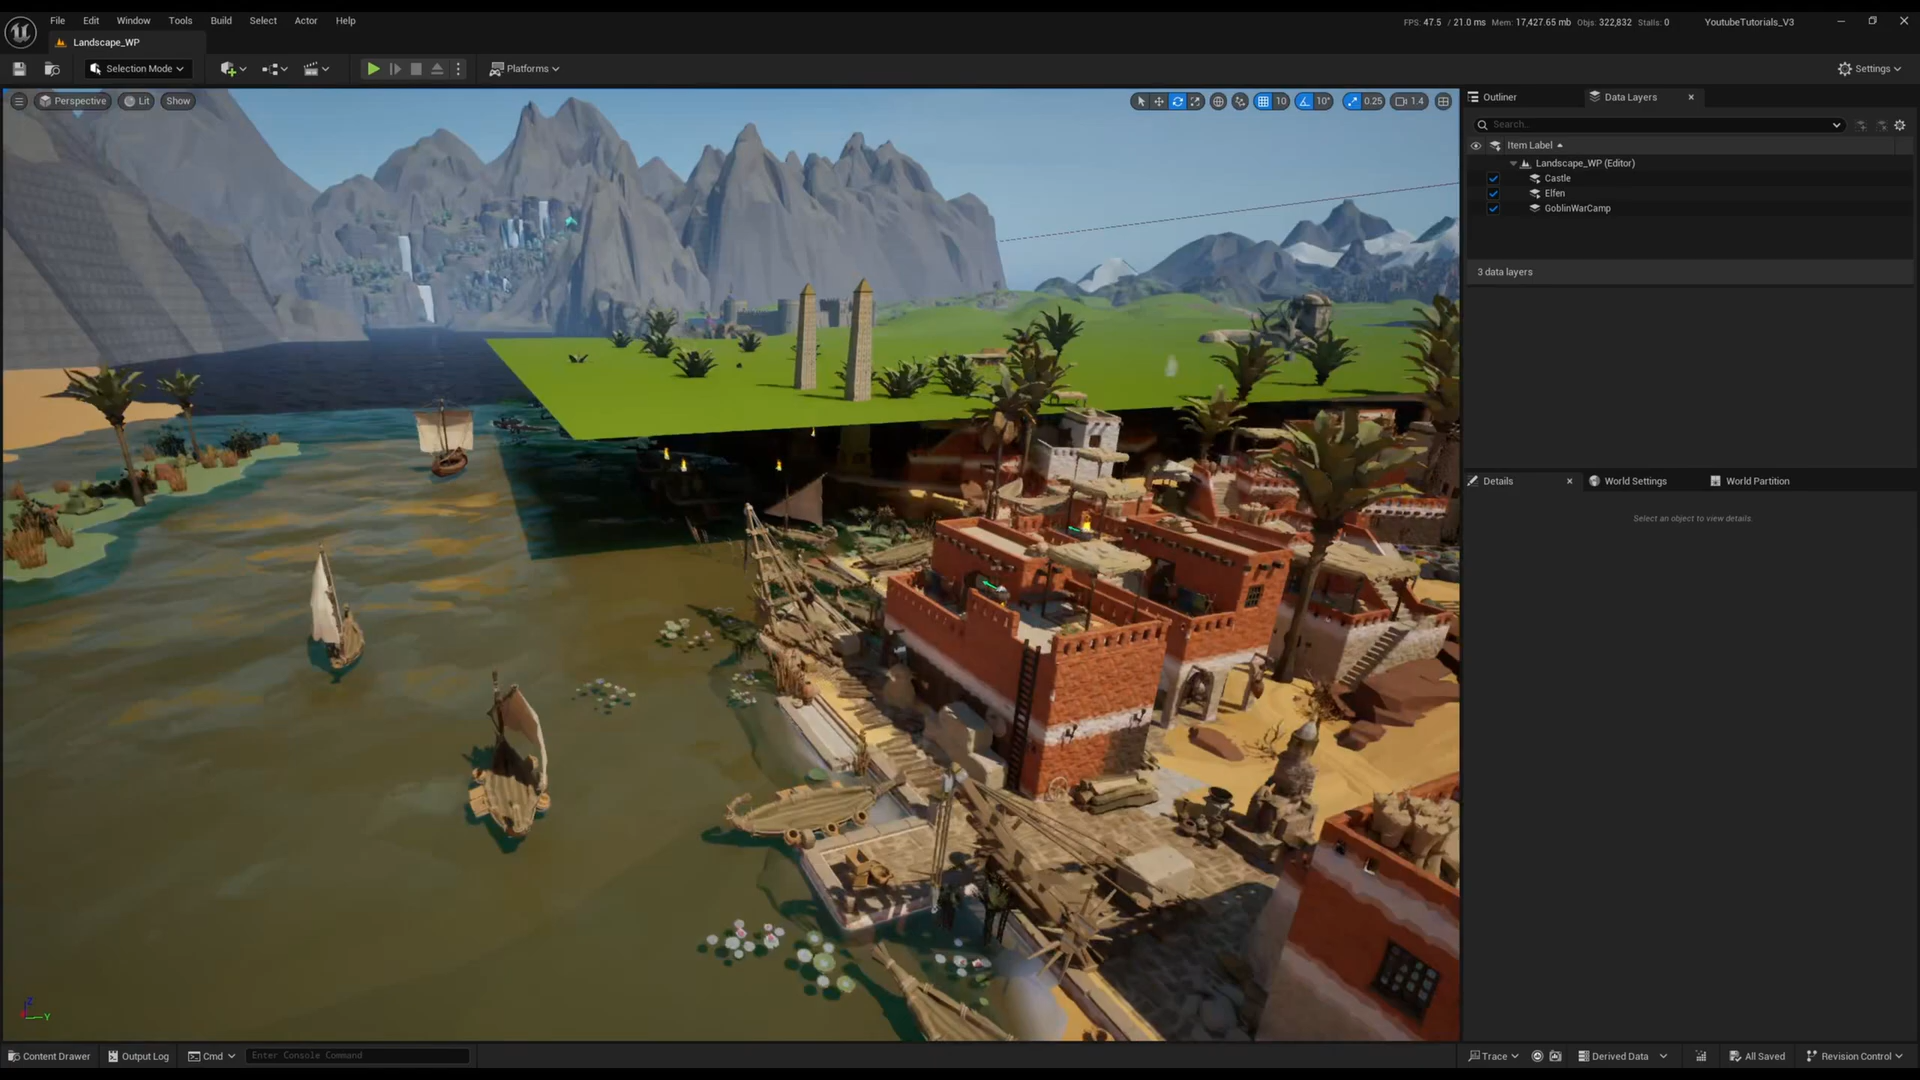 File Edit Window Tools Build Select Actor Help
FPS: 47.5 / 21.0 ms Mem: 17,427.65 mb Objs: 322,832 Stalls: 0 YoutubeTutorials_V3
Landscape_WP
Selection Mode Platforms Settings
Perspective Lit Show 10 10° 0.25 1.4
Outliner Data Layers
Search...
Item Label
Landscape_WP (Editor)
Castle
Elfen
GoblinWarCamp
3 data layers
Details World Settings World Partition
Select an object to view details.
Z
Y
Content Drawer Output Log Cmd Enter Console Command Trace Derived Data All Saved Revision Control